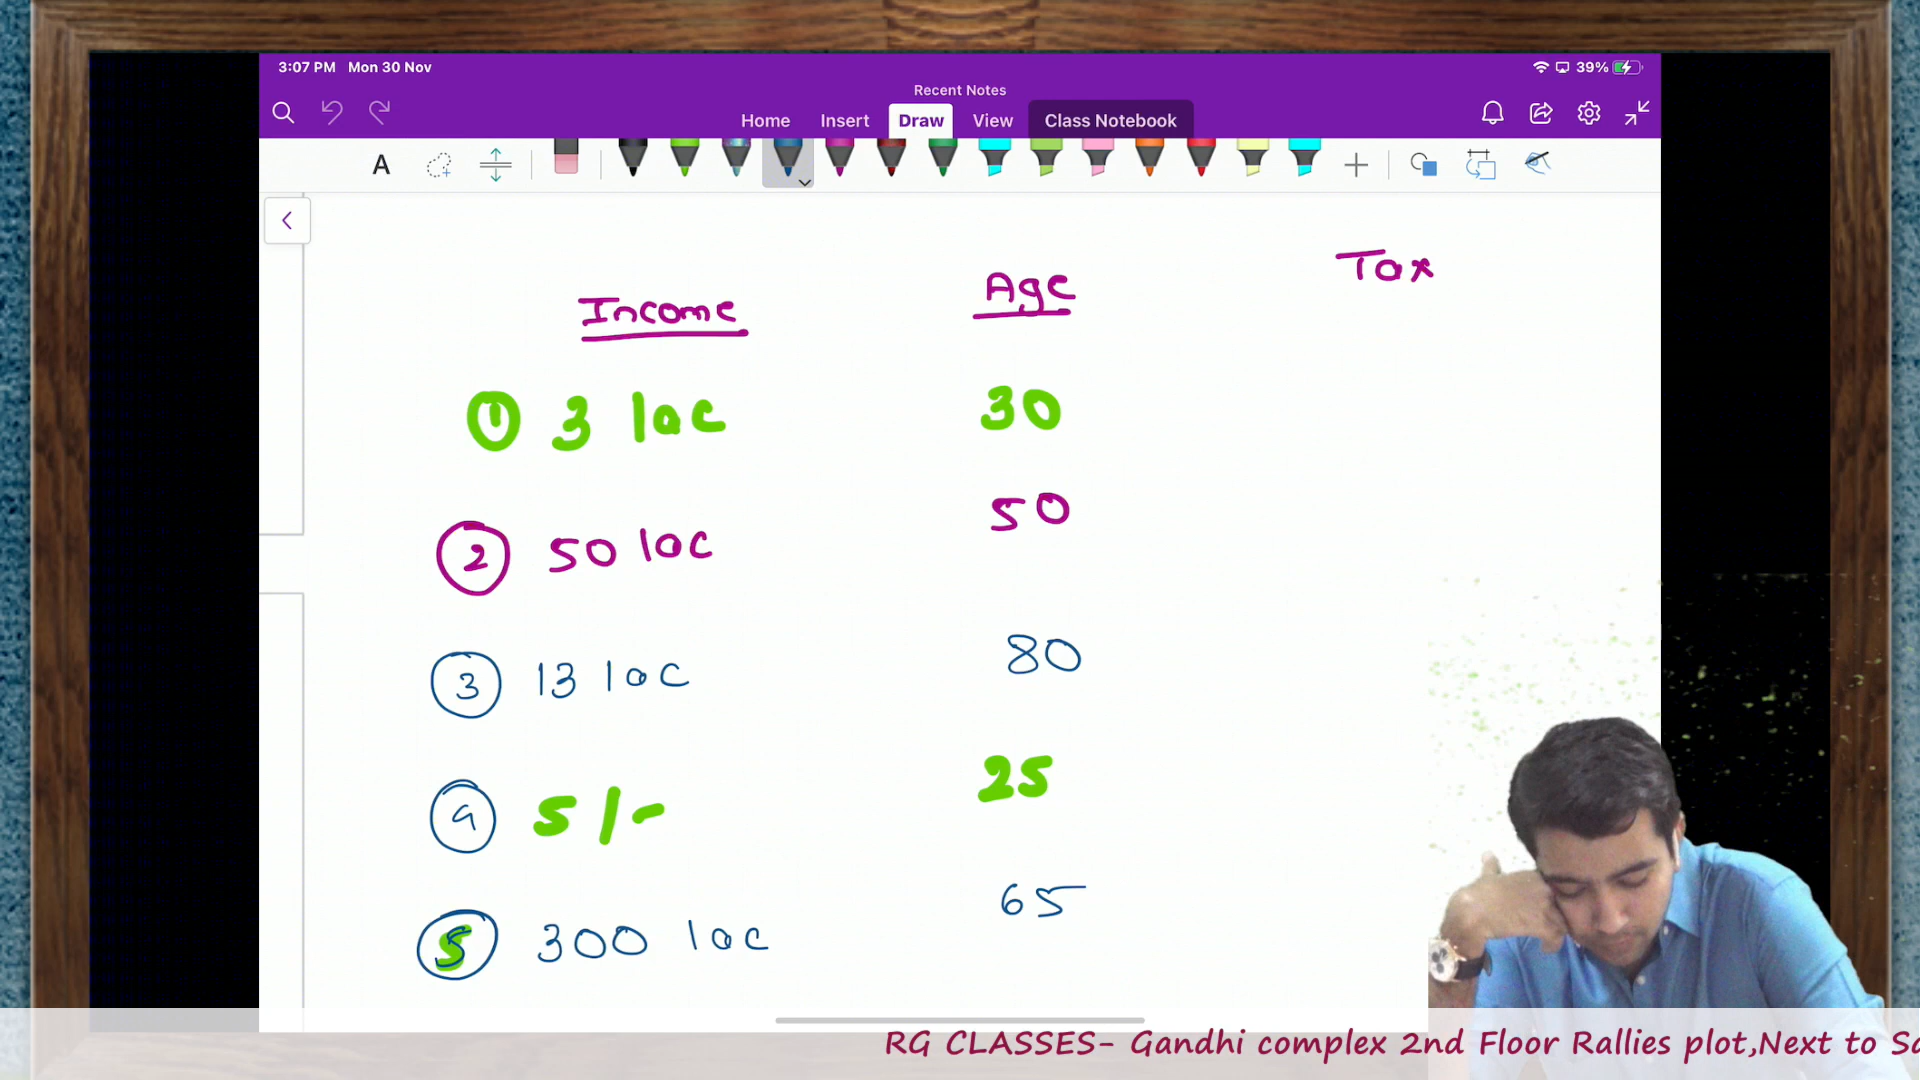 3:07 PM Mon 30 Nov 39%
Recent Notes
Home Insert Draw View Class Notebook
A
Income Age Tax
1 3 lac 30
2 50 lac 50
3 13 lac 80
4 5/- 25
5 300 lac 65
RG CLASSES- Gandhi complex 2nd Floor Rallies plot,Next to